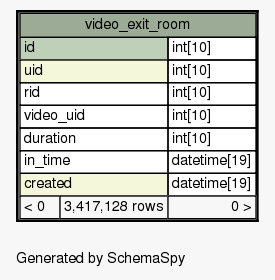 video_exit_room
id int[10]
uid int[10]
rid int[10]
video_uid int[10]
duration int[10]
in_time datetime[19]
created datetime[19]
< 0 3,417,128 rows 0 >
Generated by SchemaSpy